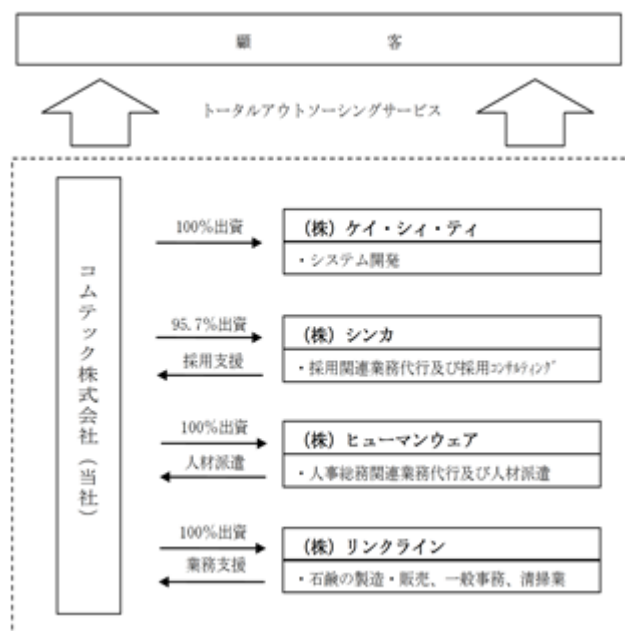 顧客
トータルアウトソーシングサービス
コムテック株式会社（当社）
100%出資
（株）ケイ・シィ・ティ
・システム開発
95.7%出資
採用支援
（株）シンカ
・採用関連業務代行及び採用コンサルティング
100%出資
人材派遣
（株）ヒューマンウェア
・人事総務関連業務代行及び人材派遣
100%出資
業務支援
（株）リンクライン
・石鹸の製造・販売、一般事務、清掃業